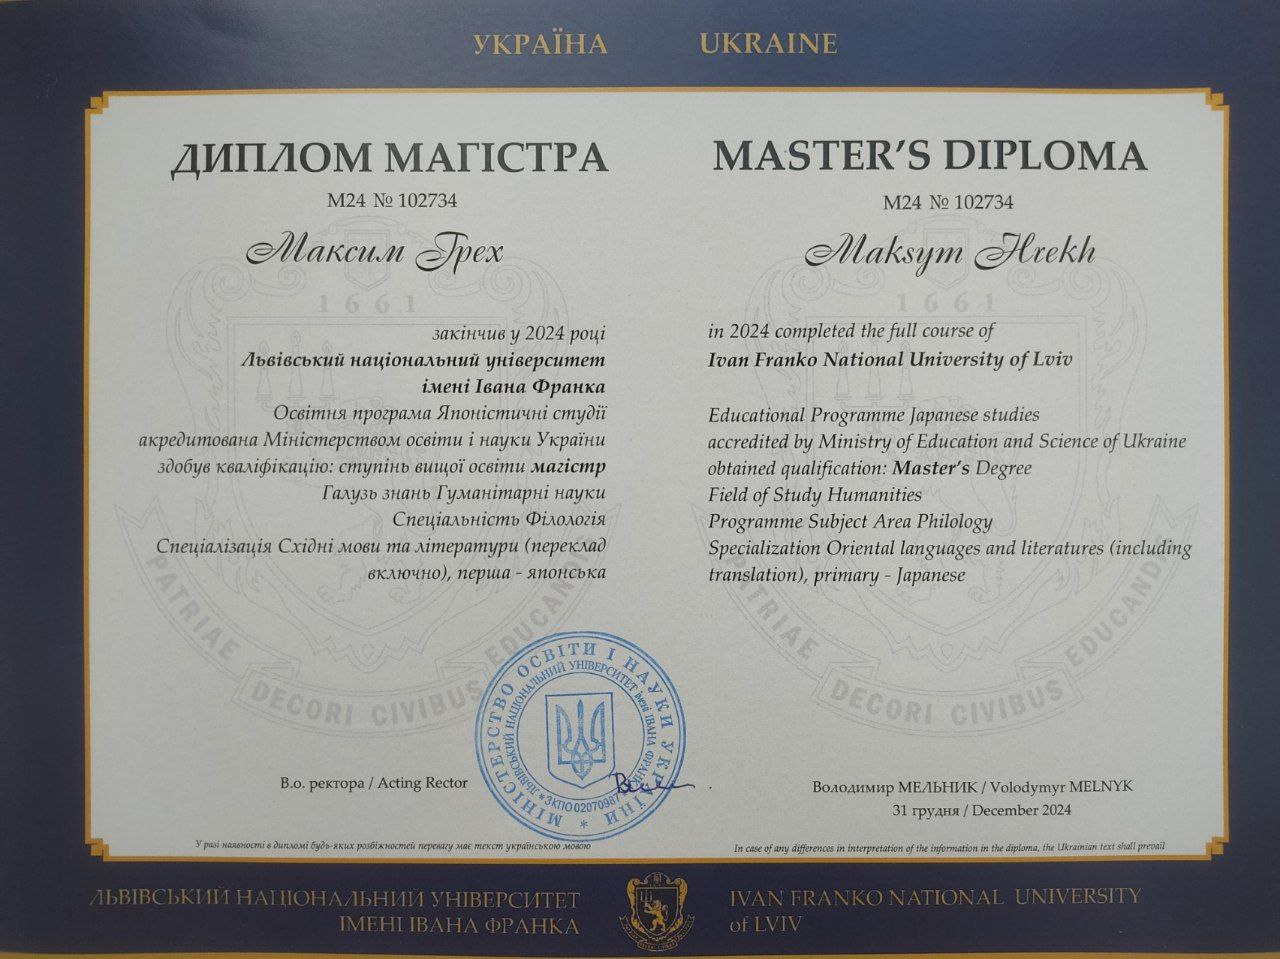 УКРАЇНА
UKRAINE
ДИПЛОМ МАГІСТРА
М24 № 102734
Максим Грех
1661
закінчив у 2024 році
Львівський національний університет
імені Івана Франка
Освітня програма Японістичні студії
акредитована Міністерством освіти і науки України
здобув кваліфікацію: ступінь вищої освіти магістр
Галузь знань Гуманітарні науки
Спеціальність Філологія
Спеціалізація Східні мови та літератури (переклад
включно), перша - японська
PATRIAE DECORI CIVIBUS EDUCANDIS
MASTER'S DIPLOMA
M24 № 102734
Maksym Hrekh
1661
in 2024 completed the full course of
Ivan Franko National University of Lviv
Educational Programme Japanese studies
accredited by Ministry of Education and Science of Ukraine
obtained qualification: Master's Degree
Field of Study Humanities
Programme Subject Area Philology
Specialization Oriental languages and literatures (including
translation), primary - Japanese
PATRIAE DECORI CIVIBUS EDUCANDIS
МІНІСТЕРСТВО ОСВІТИ І НАУКИ УКРАЇНИ
ЛЬВІВСЬКИЙ НАЦІОНАЛЬНИЙ УНІВЕРСИТЕТ імені ІВАНА ФРАНКА
ЗКПО 02070987
В.о. ректора / Acting Rector
Володимир МЕЛЬНИК / Volodymyr MELNYK
31 грудня / December 2024
У разі наявності в дипломі будь-яких розбіжностей перевагу має текст українською мовою
In case of any differences in interpretation of the information in the diploma, the Ukrainian text shall prevail
ЛЬВІВСЬКИЙ НАЦІОНАЛЬНИЙ УНІВЕРСИТЕТ
ІМЕНІ ІВАНА ФРАНКА
IVAN FRANKO NATIONAL UNIVERSITY
of LVIV